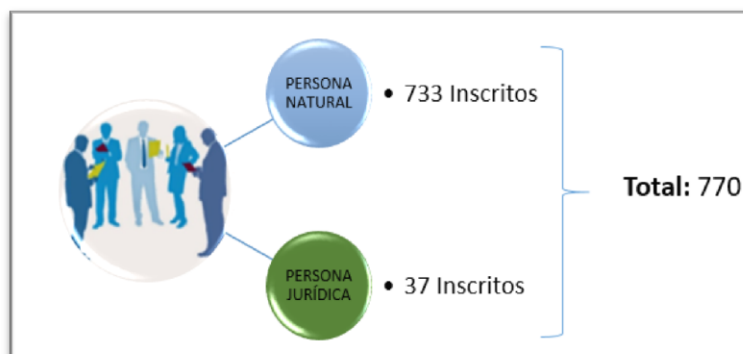 PERSONA
NATURAL
• 733 Inscritos
Total: 770
PERSONA
JURÍDICA
• 37 Inscritos